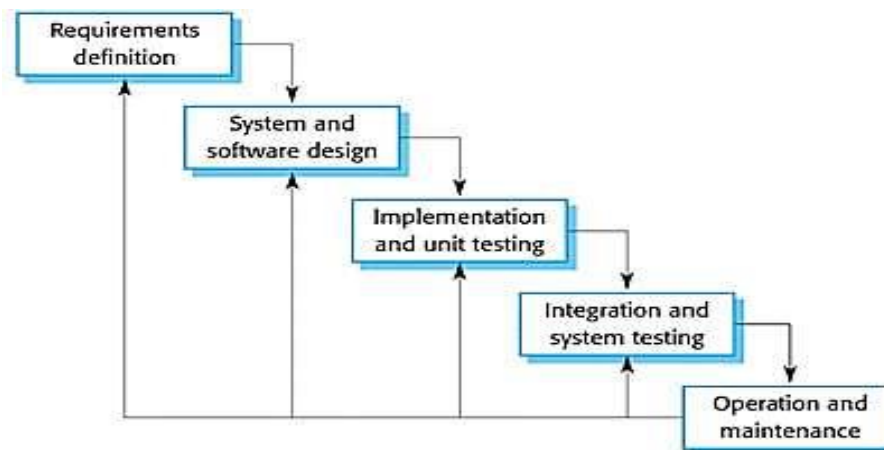 Requirements
definition
System and
software design
Implementation
and unit testing
Integration and
system testing
Operation and
maintenance